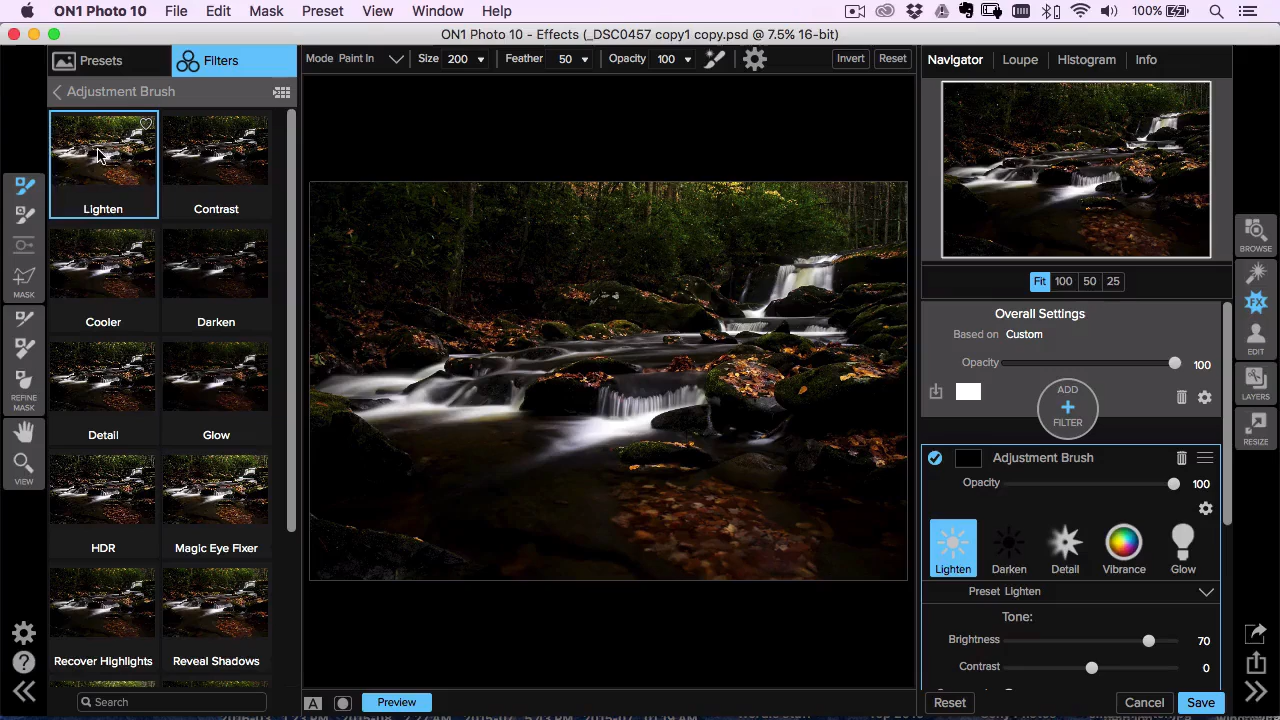 ON1 Photo 10 File Edit Mask Preset View Window Help 100%
ON1 Photo 10 - Effects (_DSC0457 copy1 copy.psd @ 7.5% 16-bit)
Presets Filters
Mode Paint In Size 200 Feather 50 Opacity 100 Invert Reset
Navigator Loupe Histogram Info
Adjustment Brush
Lighten Contrast
Cooler Darken
Detail Glow
HDR Magic Eye Fixer
Recover Highlights Reveal Shadows
Search
MASK
REFINE
MASK
VIEW
A Preview
Fit 100 50 25
Overall Settings
Based on Custom
Opacity 100
ADD
+
FILTER
Adjustment Brush
Opacity 100
Lighten Darken Detail Vibrance Glow
Preset Lighten
Tone:
Brightness 70
Contrast 0
Reset Cancel Save
BROWSE
FX
EDIT
LAYERS
RESIZE